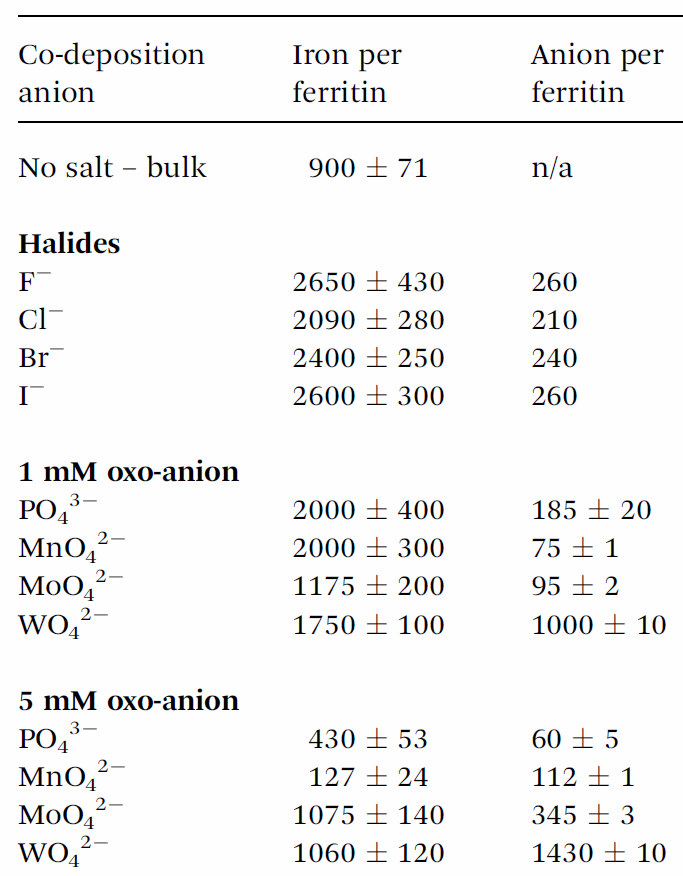 Co-deposition anion Iron per ferritin Anion per ferritin
No salt – bulk 900 ± 71 n/a
Halides
F⁻ 2650 ± 430 260
Cl⁻ 2090 ± 280 210
Br⁻ 2400 ± 250 240
I⁻ 2600 ± 300 260
1 mM oxo-anion
PO₄³⁻ 2000 ± 400 185 ± 20
MnO₄²⁻ 2000 ± 300 75 ± 1
MoO₄²⁻ 1175 ± 200 95 ± 2
WO₄²⁻ 1750 ± 100 1000 ± 10
5 mM oxo-anion
PO₄³⁻ 430 ± 53 60 ± 5
MnO₄²⁻ 127 ± 24 112 ± 1
MoO₄²⁻ 1075 ± 140 345 ± 3
WO₄²⁻ 1060 ± 120 1430 ± 10